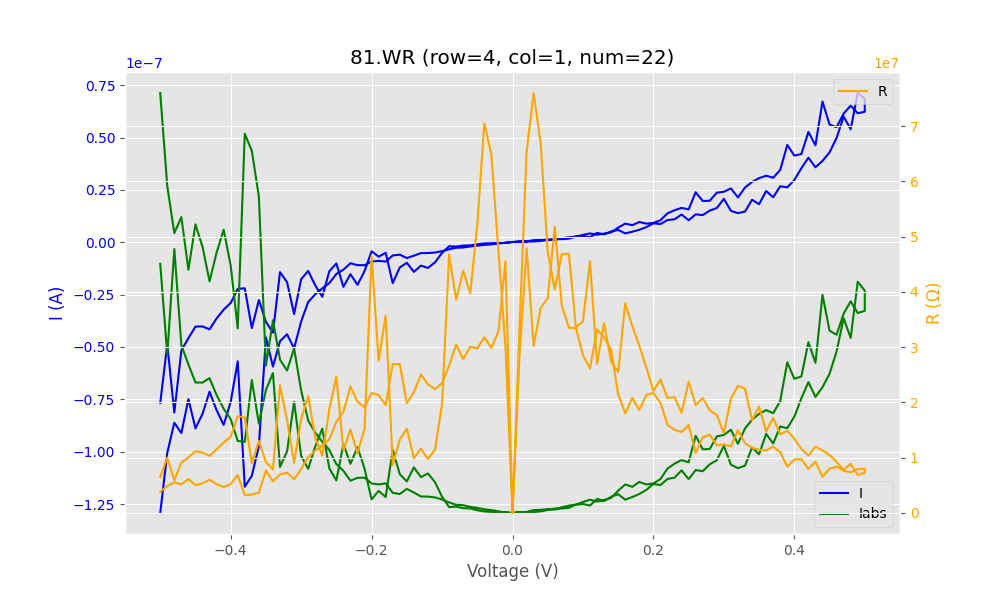 81.WR (row=4, col=1, num=22)
1e−7
1e7
R
0.75
0.50
0.25
0.00
−0.25
−0.50
−0.75
−1.00
−1.25
I (A)
7
6
5
4
3
2
1
0
R (Ω)
I
Iabs
−0.4
−0.2
0.0
0.2
0.4
Voltage (V)